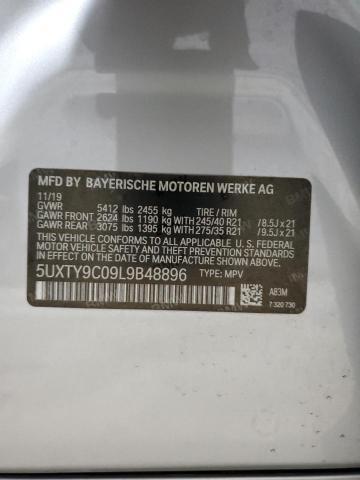 MFD BY BAYERISCHE MOTOREN WERKE AG
11/19
GVWR 5412 lbs 2455 kg TIRE / RIM
GAWR FRONT 2624 lbs 1190 kg WITH 245/40 R21 /8.5J x 21
GAWR REAR 3075 lbs 1395 kg WITH 275/35 R21 /9.5J x 21
THIS VEHICLE CONFORMS TO ALL APPLICABLE U.S. FEDERAL
MOTOR VEHICLE SAFETY STANDARDS IN EFFECT ON THE DATE
OF MANUFACTURE SHOWN ABOVE.
5UXTY9C09L9B48896 TYPE: MPV
A83M
7 320 730